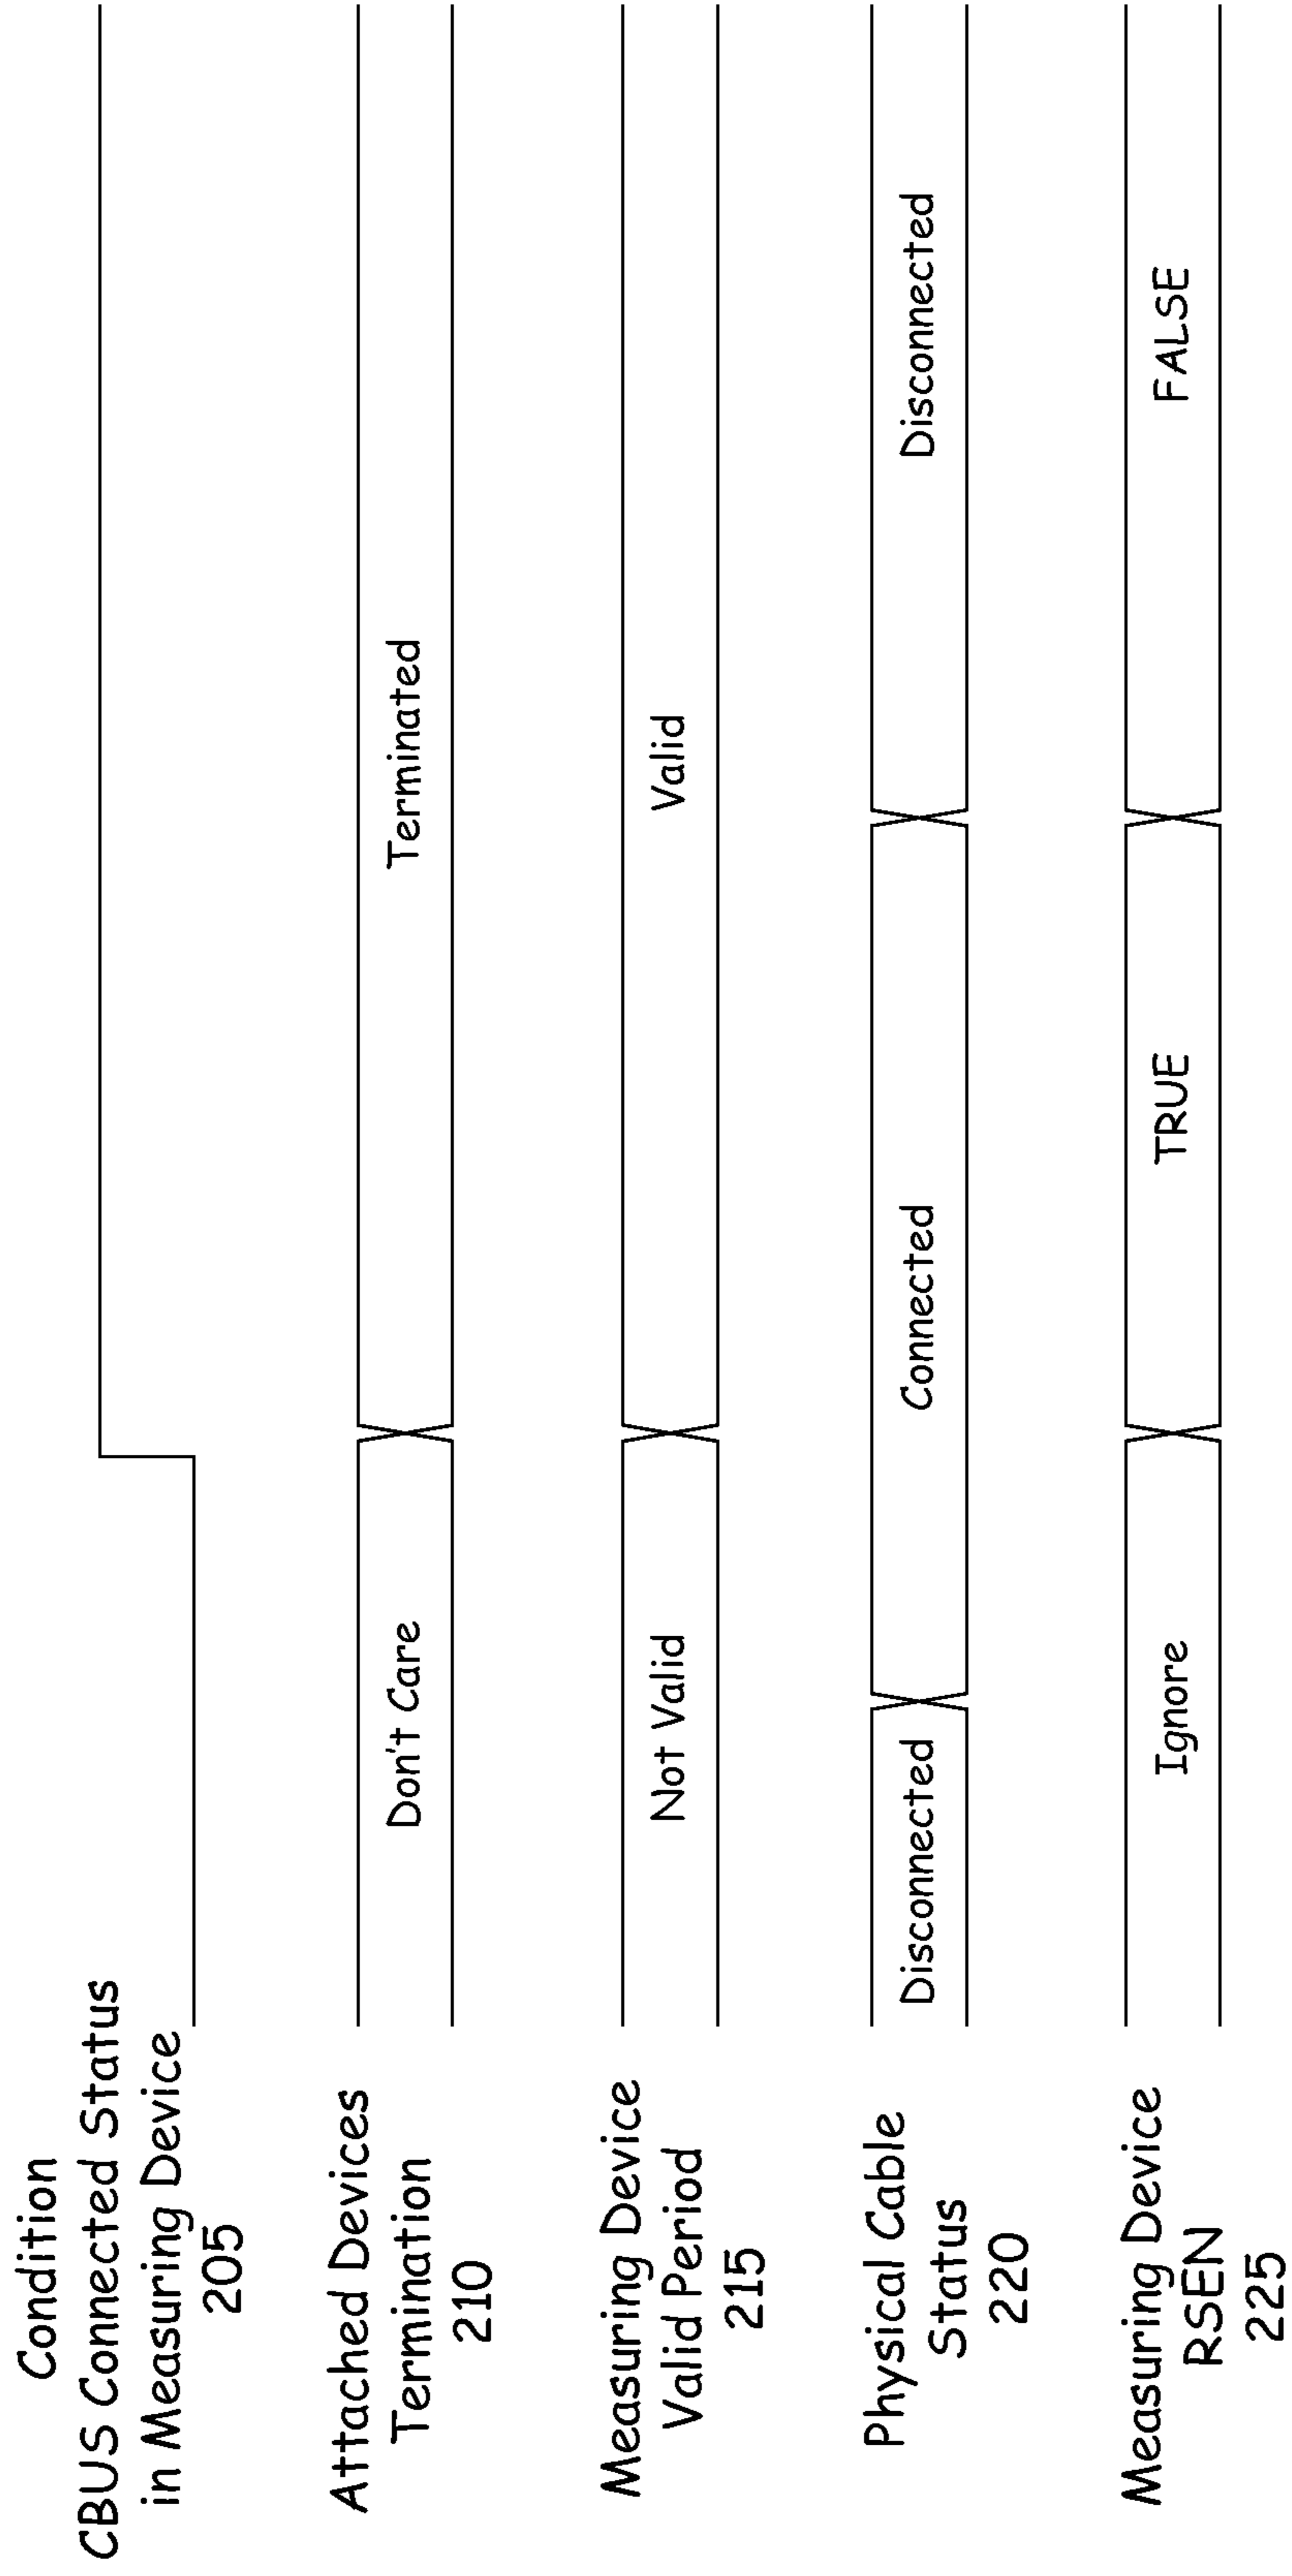 Condition
CBUS Connected Status
in Measuring Device
205
Attached Devices
Termination
210
Don't Care
Terminated
Measuring Device
Valid Period
215
Not Valid
Valid
Physical Cable
Status
220
Disconnected
Connected
Disconnected
Measuring Device
RSEN
225
Ignore
TRUE
FALSE